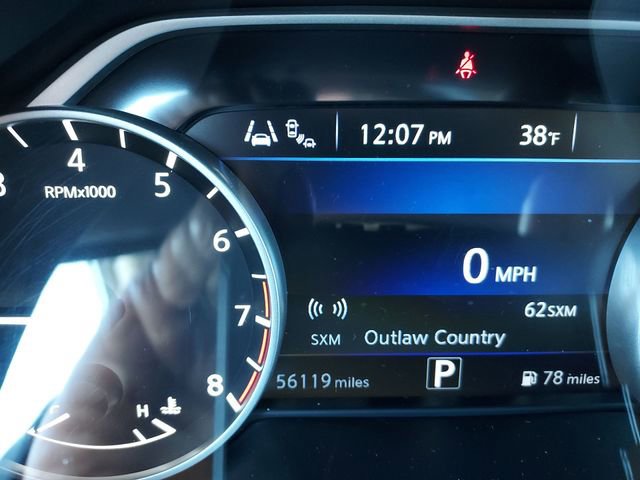 12:07 PM 38°F
3 4 5 6 7 8
RPMx1000
0 MPH
62SXM
SXM Outlaw Country
56119 miles P 78 miles
H